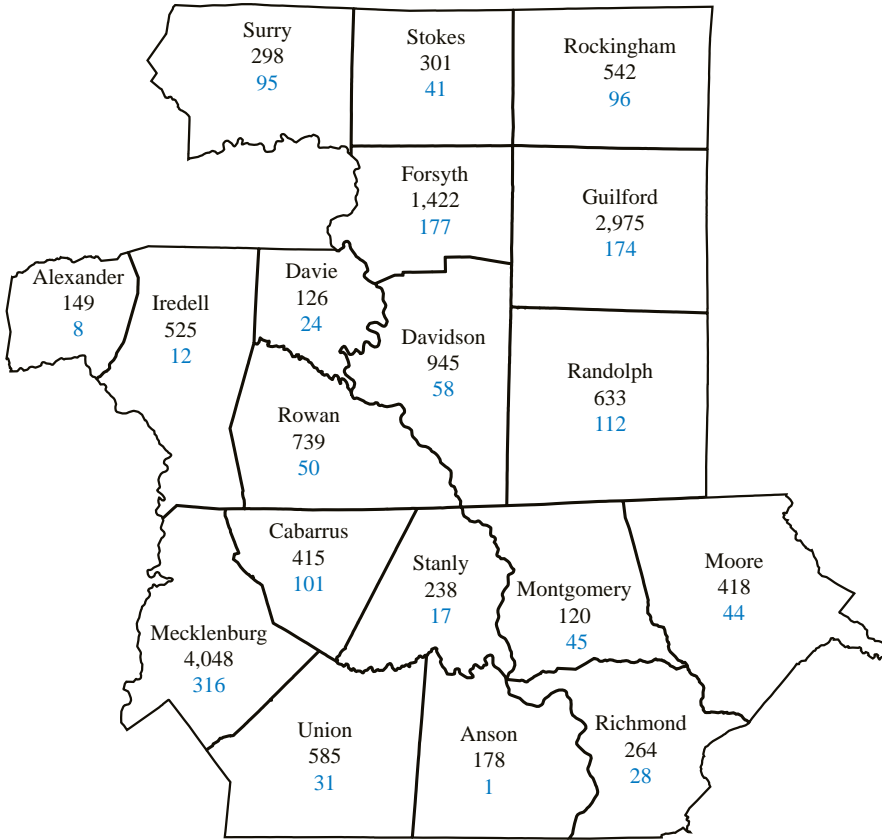 Surry
298
95
Stokes
301
41
Rockingham
542
96
Forsyth
1,422
177
Guilford
2,975
174
Alexander
149
8
Iredell
525
12
Davie
126
24
Davidson
945
58
Randolph
633
112
Rowan
739
50
Cabarrus
415
101
Stanly
238
17
Montgomery
120
45
Moore
418
44
Mecklenburg
4,048
316
Union
585
31
Anson
178
1
Richmond
264
28